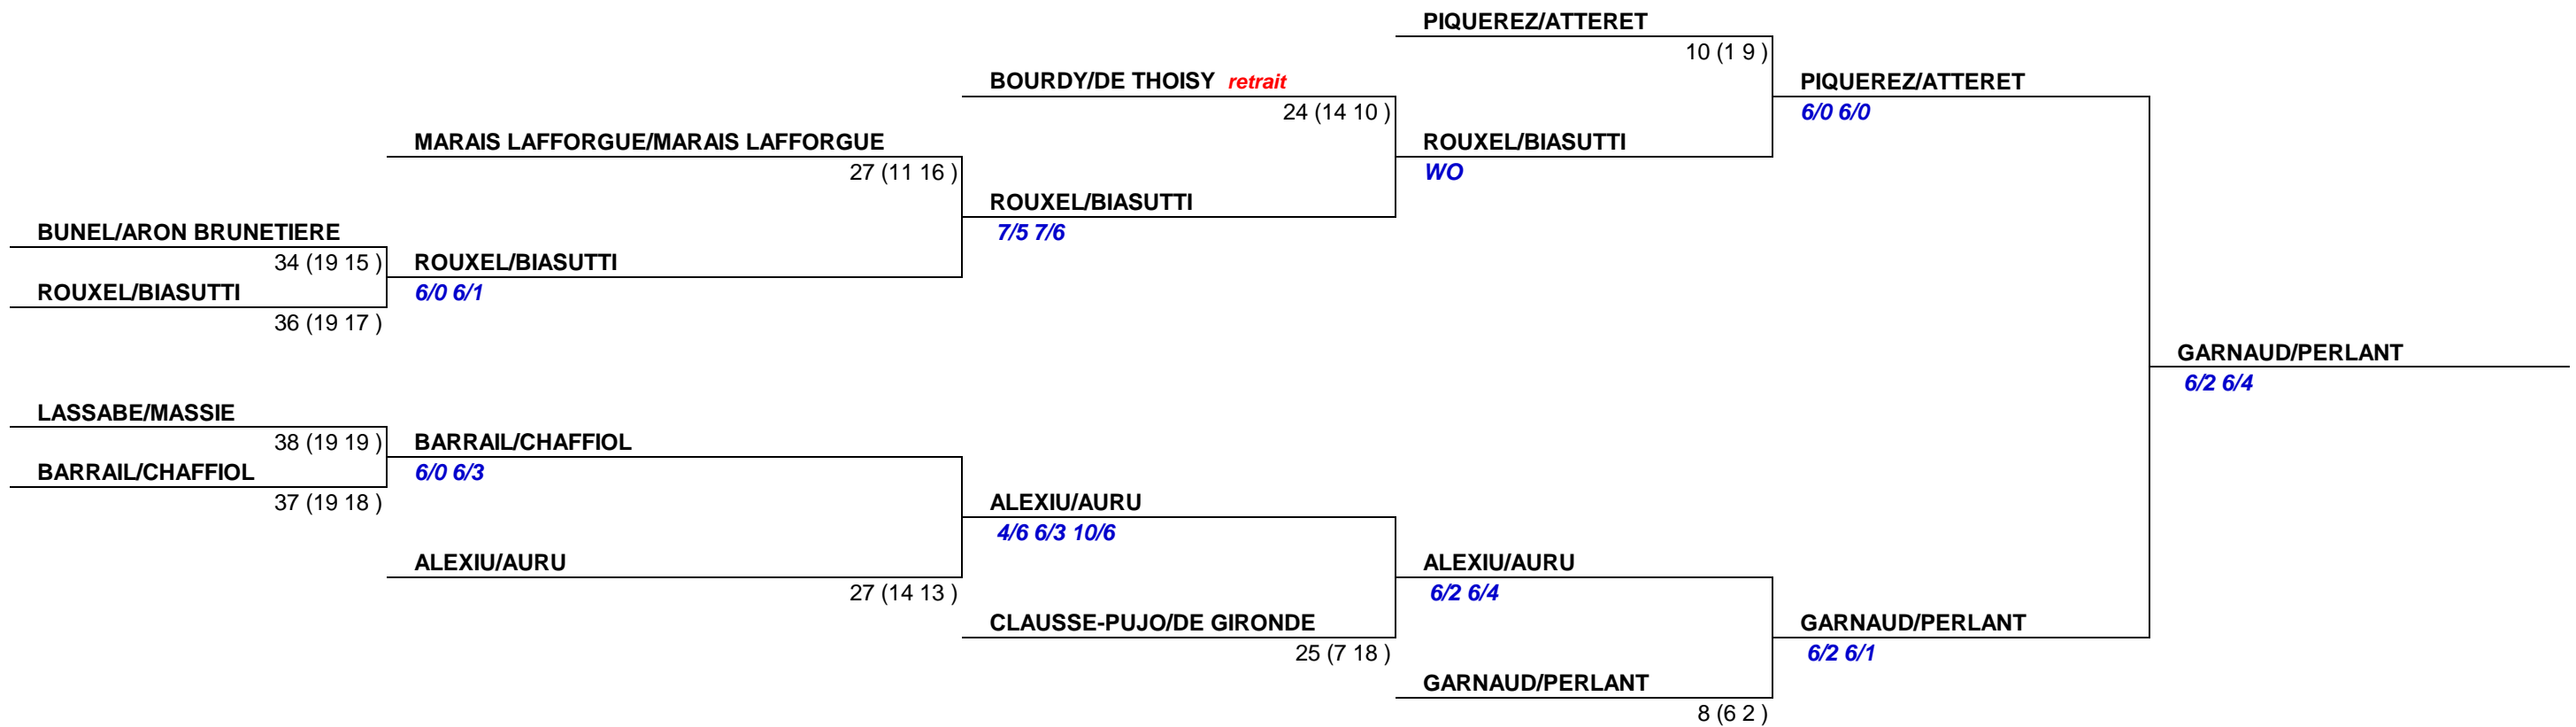 PIQUEREZ/ATTERET
10 (1 9 )
BOURDY/DE THOISY retrait
24 (14 10 )
PIQUEREZ/ATTERET
6/0 6/0
MARAIS LAFFORGUE/MARAIS LAFFORGUE
27 (11 16 )
ROUXEL/BIASUTTI
WO
ROUXEL/BIASUTTI
7/5 7/6
BUNEL/ARON BRUNETIERE
34 (19 15 )
ROUXEL/BIASUTTI
6/0 6/1
ROUXEL/BIASUTTI
36 (19 17 )
GARNAUD/PERLANT
6/2 6/4
LASSABE/MASSIE
38 (19 19 )
BARRAIL/CHAFFIOL
6/0 6/3
BARRAIL/CHAFFIOL
37 (19 18 )
ALEXIU/AURU
4/6 6/3 10/6
ALEXIU/AURU
27 (14 13 )
ALEXIU/AURU
6/2 6/4
CLAUSSE-PUJO/DE GIRONDE
25 (7 18 )
GARNAUD/PERLANT
6/2 6/1
GARNAUD/PERLANT
8 (6 2 )